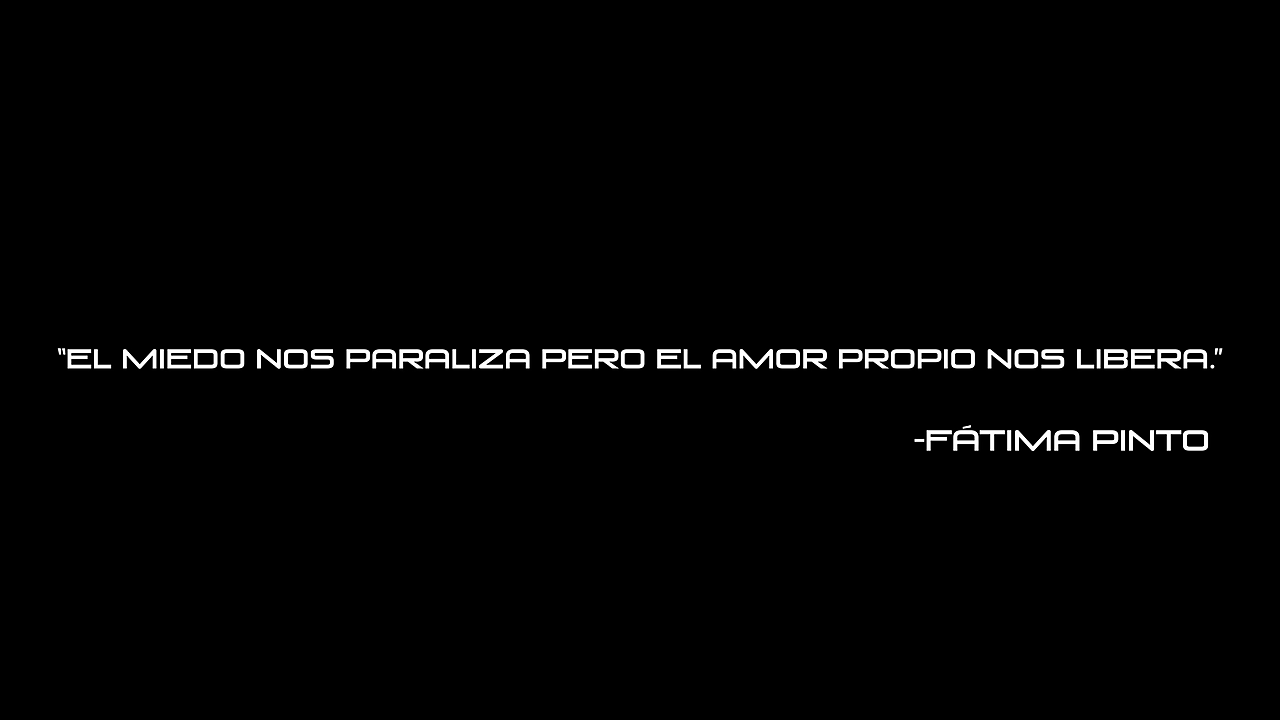 "EL MIEDO NOS PARALIZA PERO EL AMOR PROPIO NOS LIBERA."
-FÁTIMA PINTO